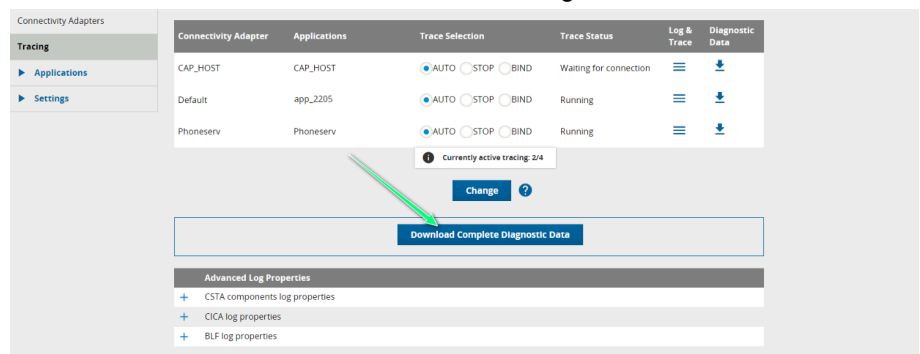 Connectivity Adapters
Tracing
Applications
Settings
Connectivity Adapter Applications Trace Selection Trace Status Log & Trace Diagnostic Data
CAP_HOST CAP_HOST AUTO STOP BIND Waiting for connection
Default app_2205 AUTO STOP BIND Running
Phoneserv Phoneserv AUTO STOP BIND Running
Currently active tracing: 2/4
Change ?
Download Complete Diagnostic Data
Advanced Log Properties
+ CSTA components log properties
+ CICA log properties
+ BLF log properties